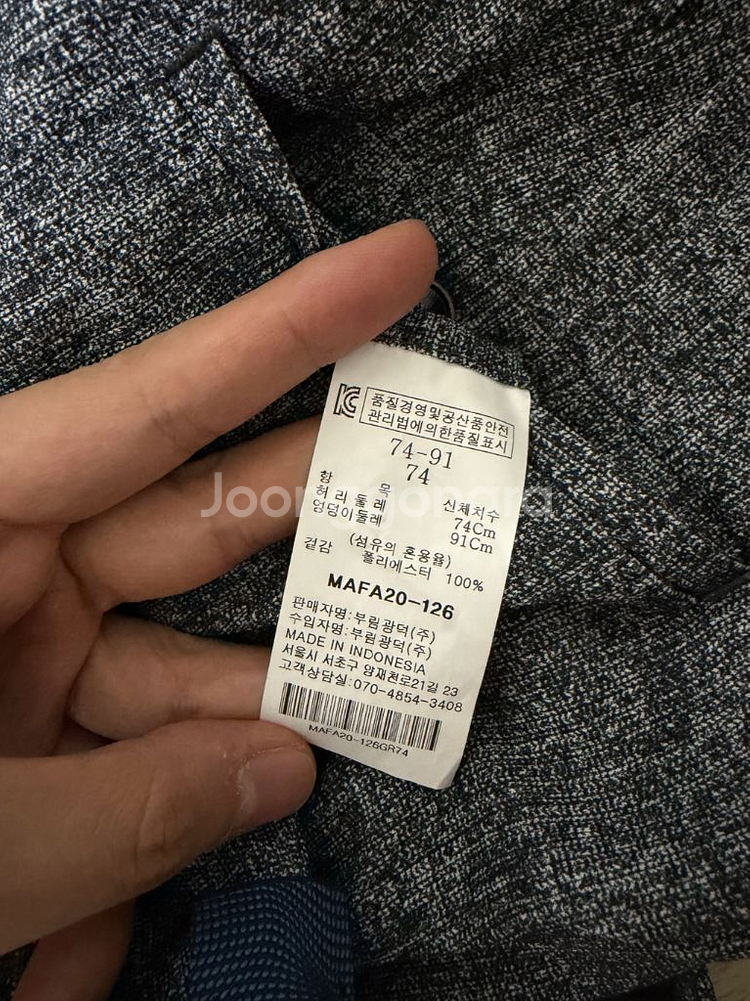 품질경영및공산품안전
관리법에의한품질표시
74-91
74
항 목 신체치수
허리둘레 74Cm
엉덩이둘레 91Cm
(섬유의 혼용율)
겉감 폴리에스터 100%
MAFA20-126
판매자명:부림광덕(주)
수입자명:부림광덕(주)
MADE IN INDONESIA
서울시 서초구 양재천로21길 23
고객상담실:070-4854-3408
MAFA20-126GR74
Joonggonara